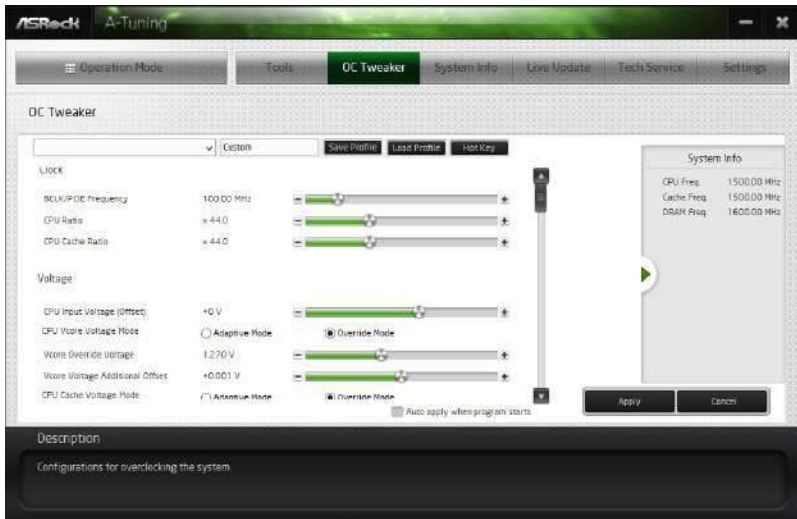 ASRock A-Tuning
Operation Mode Tools OC Tweaker System Info Live Update Tech Service Settings
OC Tweaker
Custom Save Profile Load Profile Hot Key
Clock
BCLK/PCIE Frequency 100.00 MHz
CPU Ratio x 44.0
CPU Cache Ratio x 44.0
Voltage
CPU Input Voltage (Offset) +0 V
CPU Vcore Voltage Mode Adaptive Mode Override Mode
Vcore Override Voltage 1.270 V
Vcore Voltage Additional Offset +0.001 V
CPU Cache Voltage Mode Adaptive Mode Override Mode
Auto apply when program starts
System Info
CPU Freq. 1500.00 MHz
Cache Freq. 1500.00 MHz
DRAM Freq. 1600.00 MHz
Apply Cancel
Description
Configurations for overclocking the system.